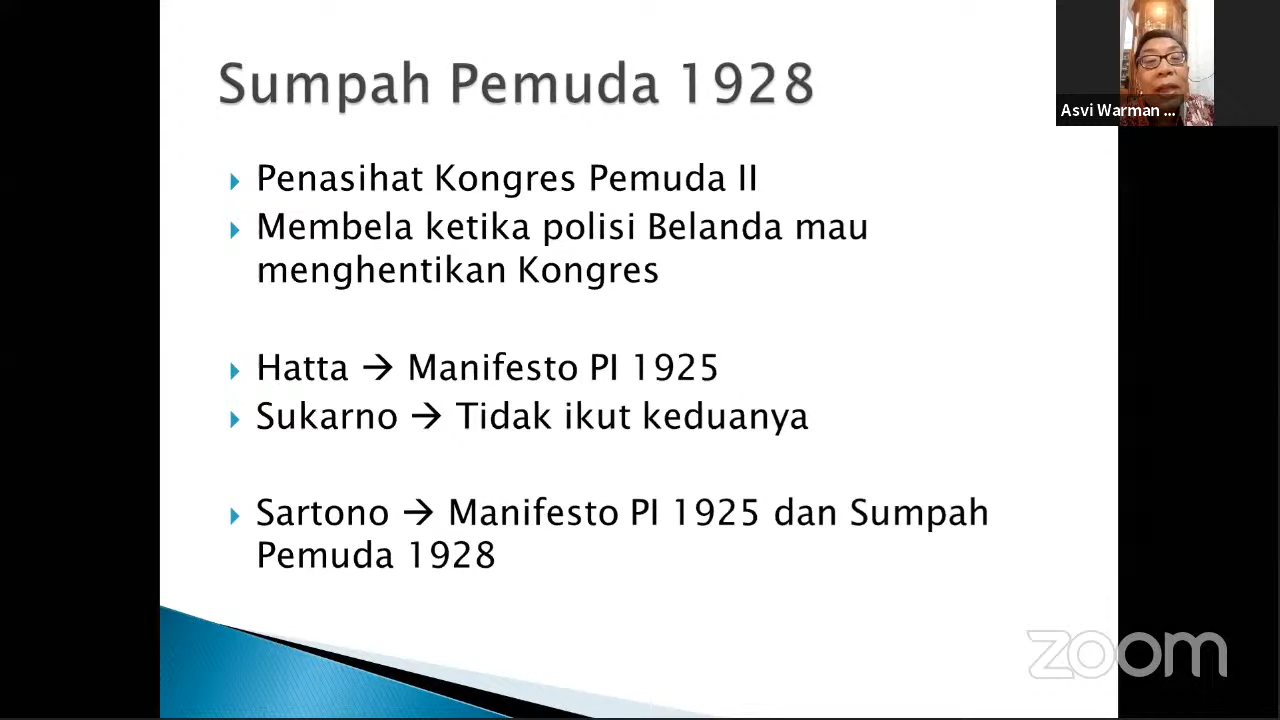 Sumpah Pemuda 1928
Asvi Warman ...
Penasihat Kongres Pemuda II
Membela ketika polisi Belanda mau
menghentikan Kongres
Hatta → Manifesto PI 1925
Sukarno → Tidak ikut keduanya
Sartono → Manifesto PI 1925 dan Sumpah
Pemuda 1928
zoom